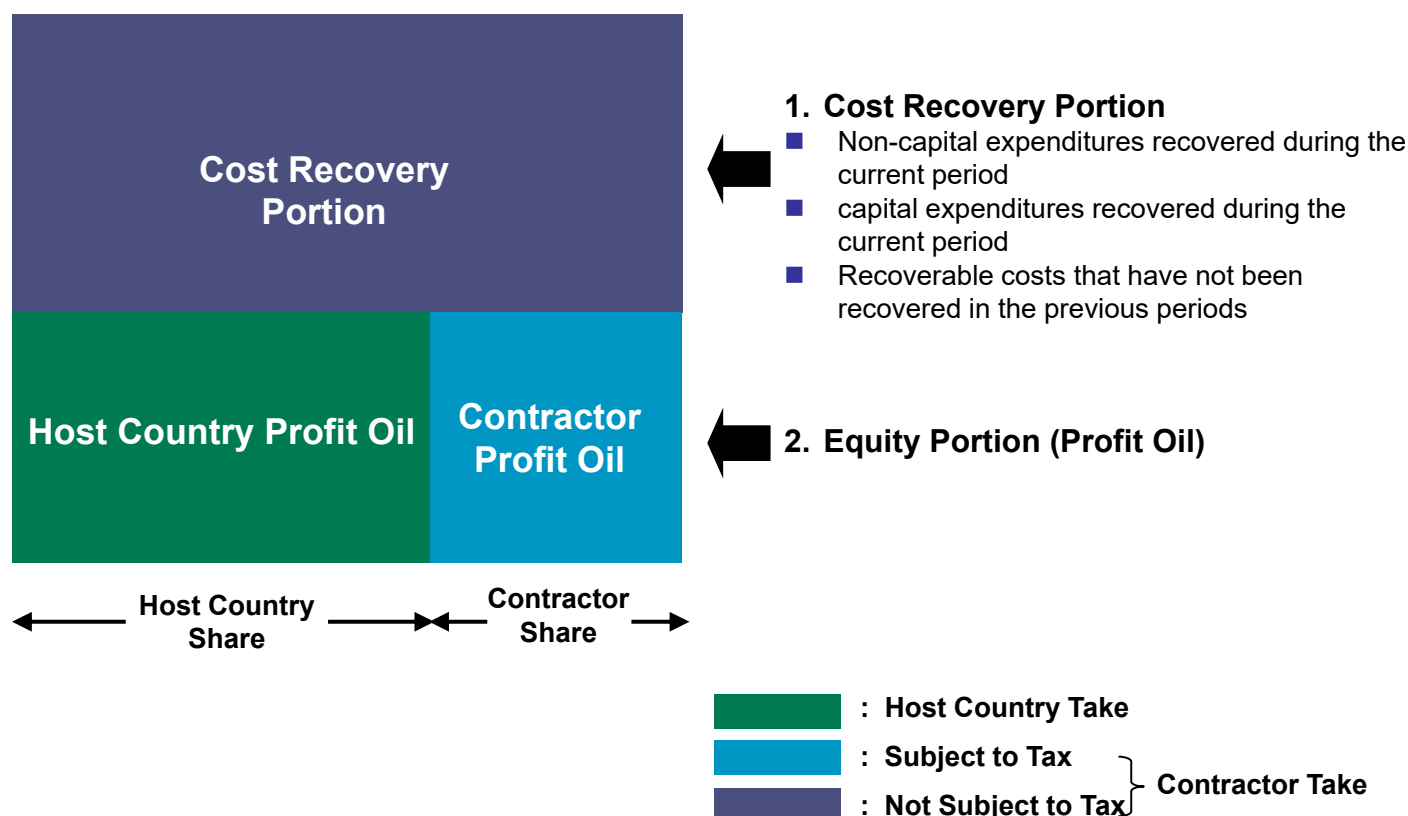 Cost Recovery
Portion
Host Country Profit Oil
Contractor
Profit Oil
Host Country
Share
Contractor
Share
1. Cost Recovery Portion
Non-capital expenditures recovered during the
current period
capital expenditures recovered during the
current period
Recoverable costs that have not been
recovered in the previous periods
2. Equity Portion (Profit Oil)
: Host Country Take
: Subject to Tax
: Not Subject to Tax
Contractor Take